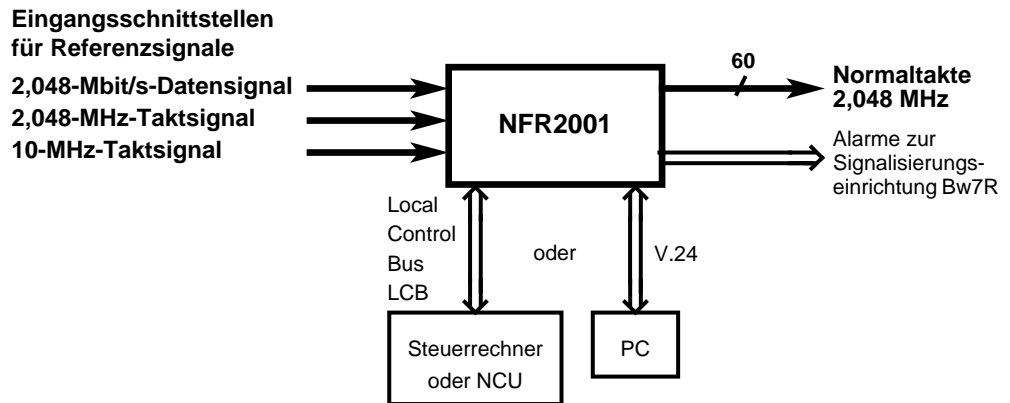 Eingangsschnittstellen
für Referenzsignale
2,048-Mbit/s-Datensignal
2,048-MHz-Taktsignal
10-MHz-Taktsignal
NFR2001
60
Normaltakte
2,048 MHz
Alarme zur
Signalisierungs-
einrichtung Bw7R
Local
Control
Bus
LCB
oder
V.24
Steuerrechner
oder NCU
PC